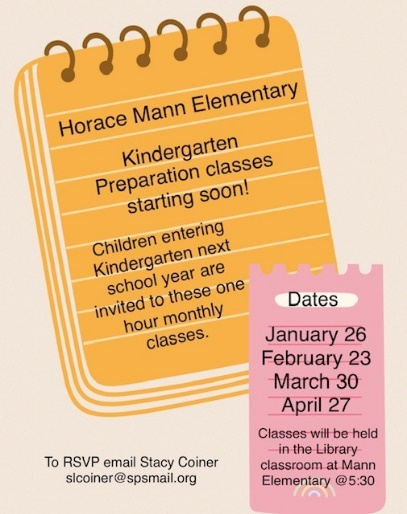 Horace Mann Elementary
Kindergarten
Preparation classes
starting soon!
Children entering
Kindergarten next
school year are
invited to these one
hour monthly
classes.
Dates
January 26
February 23
March 30
April 27
Classes will be held
in the Library
classroom at Mann
Elementary @5:30
To RSVP email Stacy Coiner
slcoiner@spsmail.org